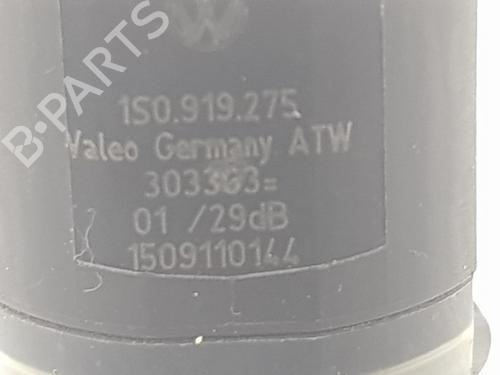 B-PARTS
1S0.919.275
Valeo Germany ATW
303363=
01 /29dB
1509110144